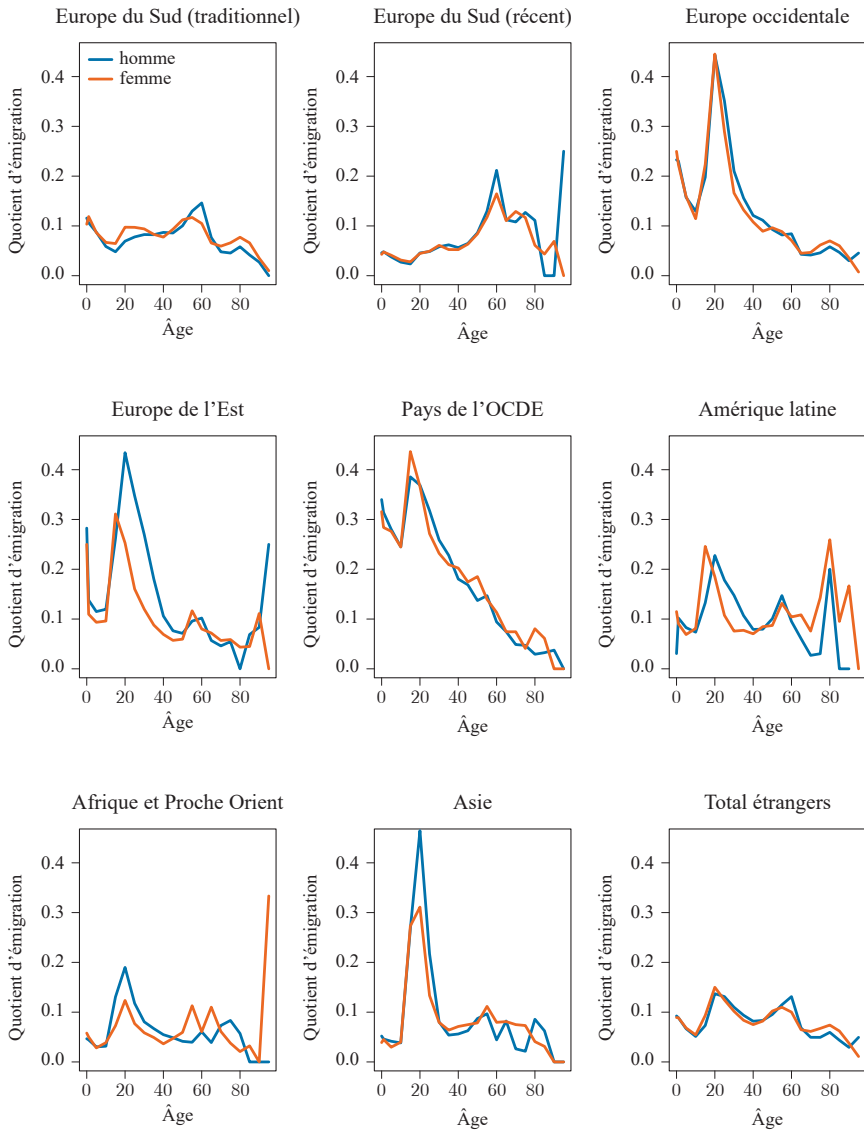 Europe du Sud (traditionnel)
Europe du Sud (récent)
Europe occidentale
homme
femme
Quotient d'émigration
0.4
0.3
0.2
0.1
0.0
0 20 40 60 80
Âge
Quotient d'émigration
0.4
0.3
0.2
0.1
0.0
0 20 40 60 80
Âge
Quotient d'émigration
0.4
0.3
0.2
0.1
0.0
0 20 40 60 80
Âge
Europe de l'Est
Pays de l'OCDE
Amérique latine
Quotient d'émigration
0.4
0.3
0.2
0.1
0.0
0 20 40 60 80
Âge
Quotient d'émigration
0.4
0.3
0.2
0.1
0.0
0 20 40 60 80
Âge
Quotient d'émigration
0.4
0.3
0.2
0.1
0.0
0 20 40 60 80
Âge
Afrique et Proche Orient
Asie
Total étrangers
Quotient d'émigration
0.4
0.3
0.2
0.1
0.0
0 20 40 60 80
Âge
Quotient d'émigration
0.4
0.3
0.2
0.1
0.0
0 20 40 60 80
Âge
Quotient d'émigration
0.4
0.3
0.2
0.1
0.0
0 20 40 60 80
Âge